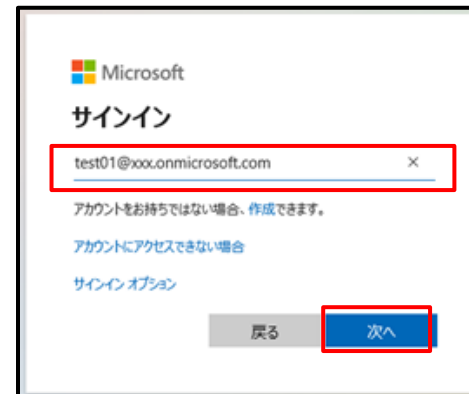 Microsoft
サインイン
test01@xxx.onmicrosoft.com ×
アカウントをお持ちではない場合、作成できます。
アカウントにアクセスできない場合
サインイン オプション
戻る 次へ